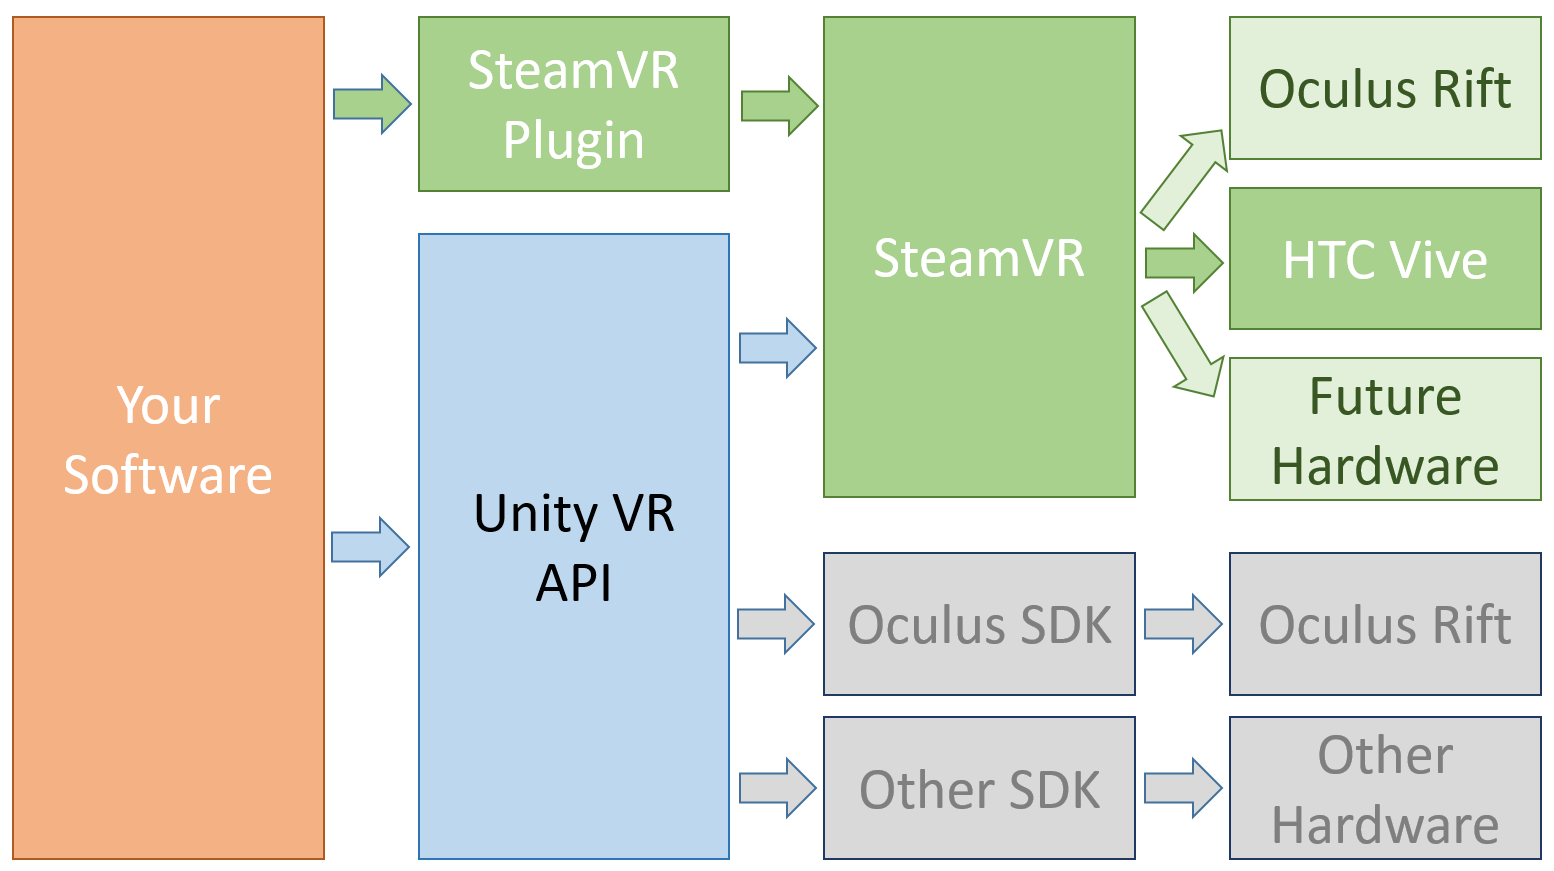 Your
Software
SteamVR
Plugin
Unity VR
API
SteamVR
Oculus SDK
Other SDK
Oculus Rift
HTC Vive
Future
Hardware
Oculus Rift
Other
Hardware